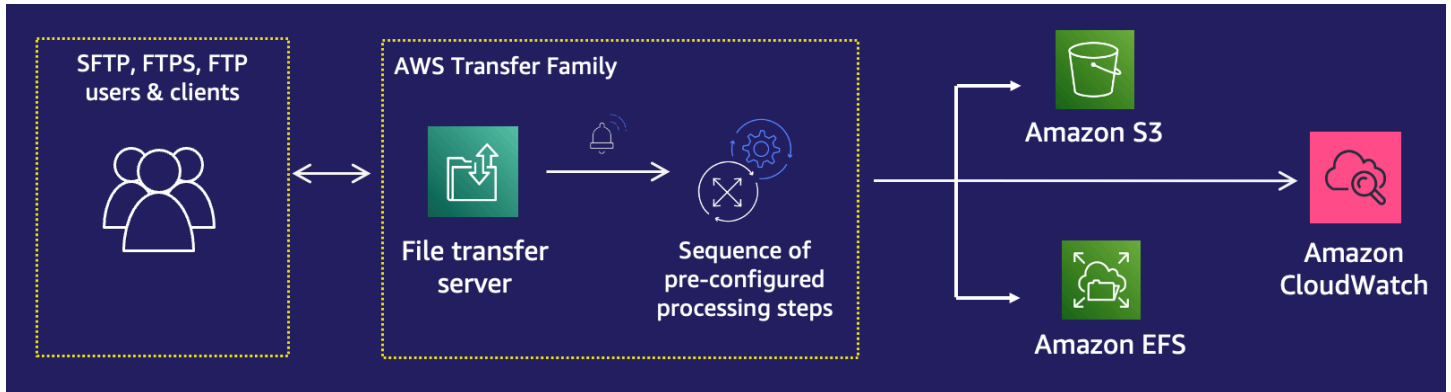 SFTP, FTPS, FTP
users & clients
AWS Transfer Family
File transfer
server
Sequence of
pre-configured
processing steps
Amazon S3
Amazon EFS
Amazon
CloudWatch